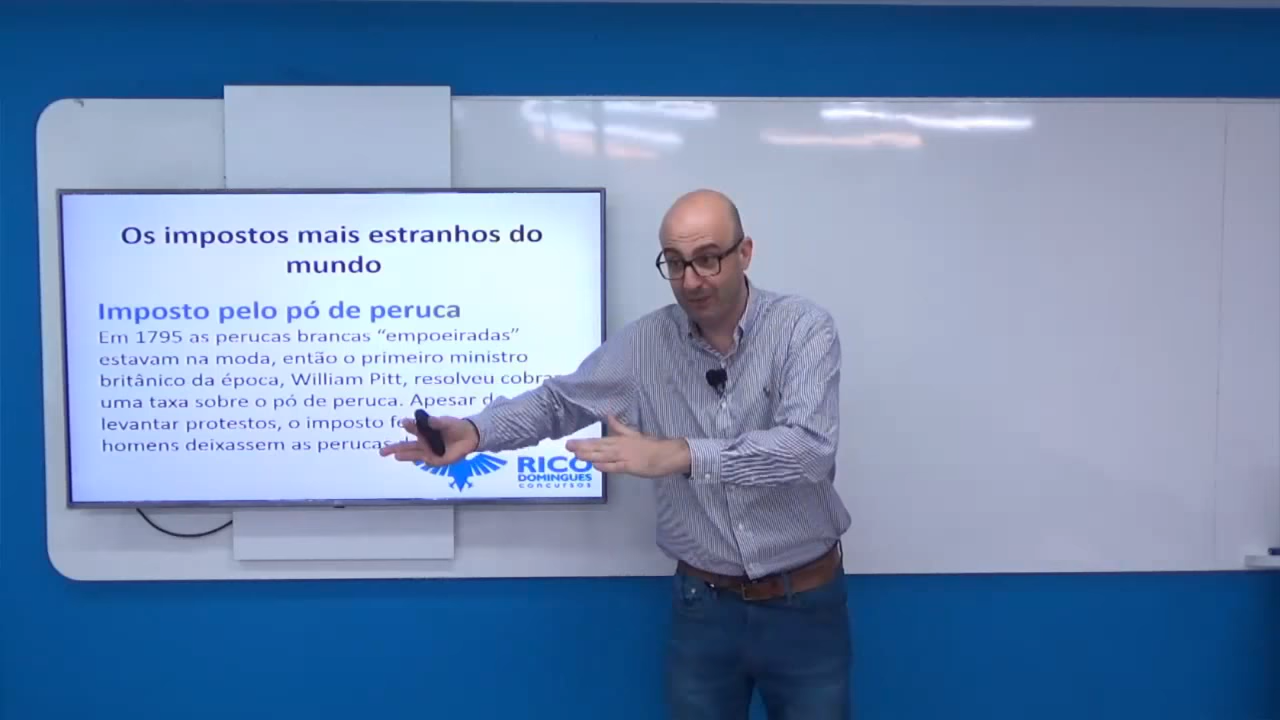 Os impostos mais estranhos do
mundo
Imposto pelo pó de peruca
Em 1795 as perucas brancas “empoeiradas”
estavam na moda, então o primeiro ministro
britânico da época, William Pitt, resolveu cobrar
uma taxa sobre o pó de peruca. Apesar
levantar protestos, o imposto
homens deixassem as perucas
RICO
DOMINGUES
concursos